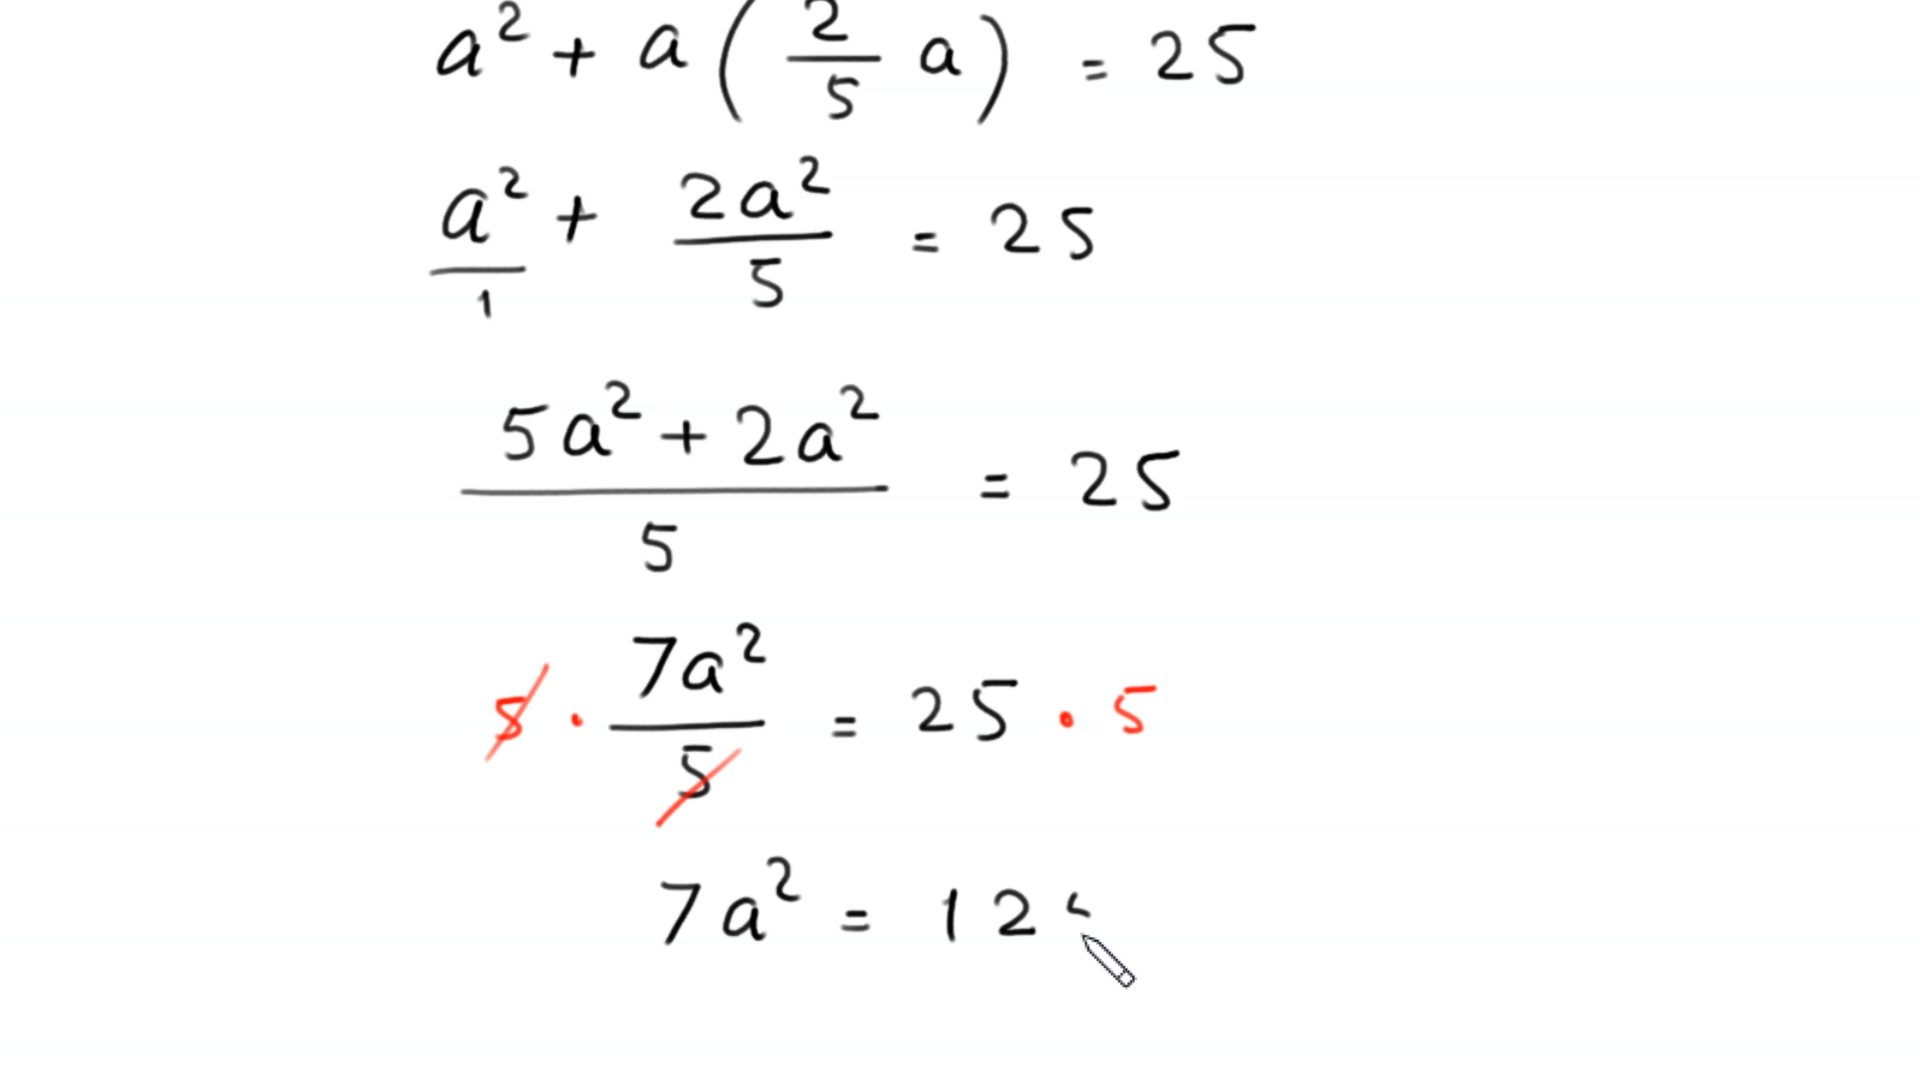 a² + a(2/5 a) = 25
a²/1 + 2a²/5 = 25
5a² + 2a² / 5 = 25
5 · 7a²/5 = 25 · 5
7a² = 12